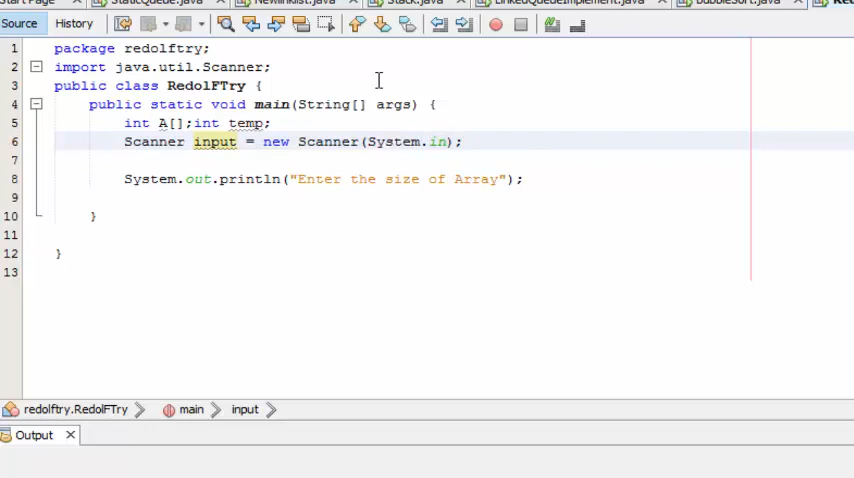 Start Page StaticQueue.java Newlinklist.java Stack.java LinkedQueueImplement.java BubbleSort.java
Source History
1 package redolftry;
2 import java.util.Scanner;
3 public class RedolFTry {
4 public static void main(String[] args) {
5 int A[];int temp;
6 Scanner input = new Scanner(System.in);
7
8 System.out.println("Enter the size of Array");
9
10 }
11
12 }
13
redolftry.RedolFTry main input
Output